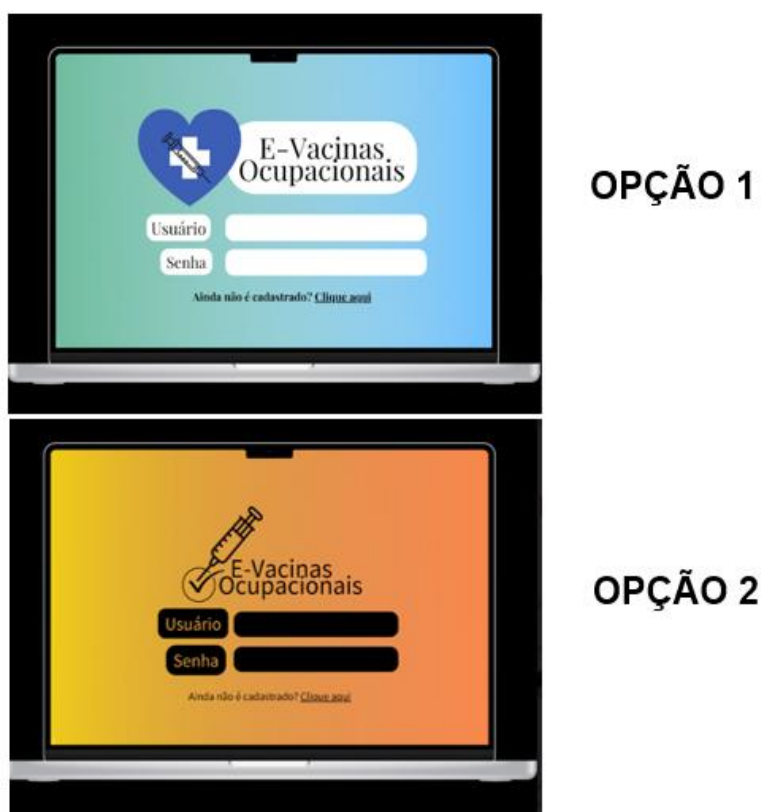 E-Vacinas
Ocupacionais
Usuário
Senha
Ainda não é cadastrado? Clique aqui
OPÇÃO 1
E-Vacinas
Ocupacionais
Usuário
Senha
Ainda não é cadastrado? Clique aqui
OPÇÃO 2